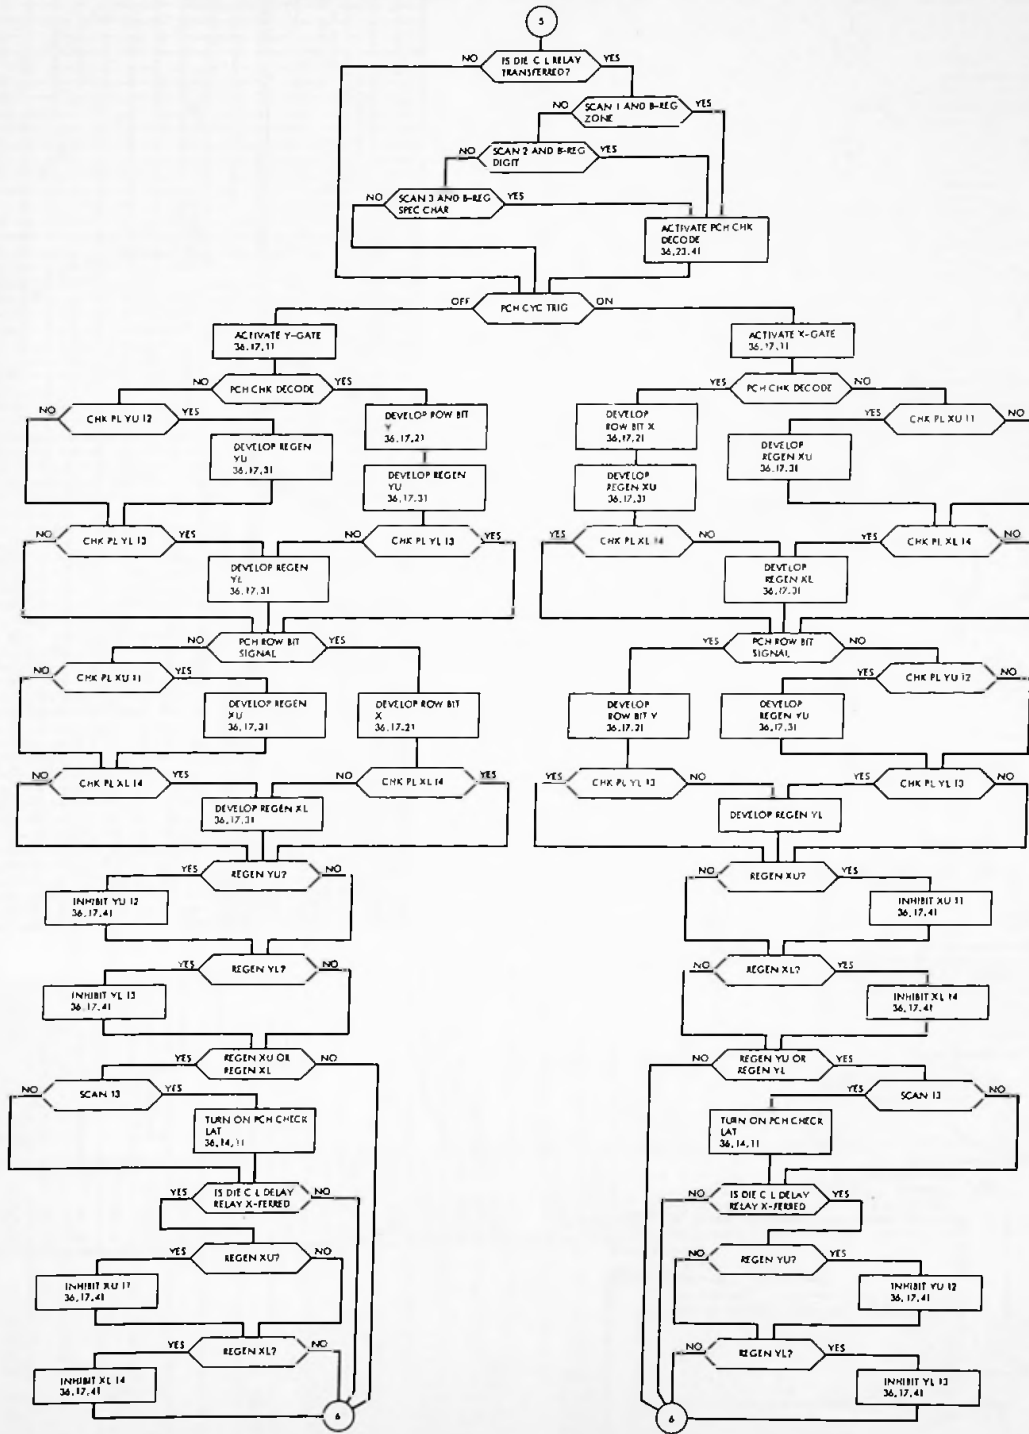 5
IS DIE C L RELAY
TRANSFERRED?
NO
YES
SCAN 1 AND B-REG
ZONE
NO
YES
SCAN 2 AND B-REG
DIGIT
NO
YES
SCAN 3 AND B-REG
SPEC CHAR
NO
YES
ACTIVATE PCH CHK
DECODE
36,23,41
OFF
PCH CYC TRIG
ON
ACTIVATE Y-GATE
36,17,11
ACTIVATE X-GATE
36,17,11
NO
PCH CHK DECODE
YES
YES
PCH CHK DECODE
NO
NO
CHK PL YU 12
YES
DEVELOP ROW BIT
Y
36,17,21
DEVELOP
ROW BIT X
36,17,21
YES
CHK PL XU 11
NO
DEVELOP REGEN
YU
36,17,31
DEVELOP REGEN
YU
36,17,31
DEVELOP
REGEN XU
36,17,31
DEVELOP
REGEN XU
36,17,31
NO
CHK PL YL 13
YES
NO
CHK PL YL 13
YES
YES
CHK PL XL 14
NO
YES
CHK PL XL 14
NO
DEVELOP REGEN
YL
36,17,31
DEVELOP
REGEN XL
36,17,31
NO
PCH ROW BIT
SIGNAL
YES
YES
PCH ROW BIT
SIGNAL
NO
NO
CHK PL XU 11
YES
CHK PL YU 12
NO
DEVELOP REGEN
XU
36,17,31
DEVELOP ROW BIT
X
36,17,21
DEVELOP
ROW BIT Y
36,17,21
DEVELOP
REGEN YU
36,17,31
NO
CHK PL XL 14
YES
NO
CHK PL XL 14
YES
YES
CHK PL YL 13
NO
YES
CHK PL YL 13
NO
DEVELOP REGEN XL
36,17,31
DEVELOP REGEN YL
YES
REGEN YU?
NO
NO
REGEN XU?
YES
INHIBIT YU 12
36,17,41
INHIBIT XU 11
36,17,41
YES
REGEN YL?
NO
NO
REGEN XL?
YES
INHIBIT YL 13
36,17,41
INHIBIT XL 14
36,17,41
YES
REGEN XU OR
REGEN XL
NO
NO
REGEN YU OR
REGEN YL
YES
NO
SCAN 13
YES
YES
SCAN 13
NO
TURN ON PCH CHECK
LAT
36,14,11
TURN ON PCH CHECK
LAT
36,14,11
YES
IS DIE C L DELAY
RELAY X-FERRED
NO
NO
IS DIE C L DELAY
RELAY X-FERRED
YES
YES
REGEN XU?
NO
NO
REGEN YU?
YES
INHIBIT XU 11
36,17,41
INHIBIT YU 12
36,17,41
YES
REGEN XL?
NO
NO
REGEN YL?
YES
INHIBIT XL 14
36,17,41
INHIBIT YL 13
36,17,41
6
6